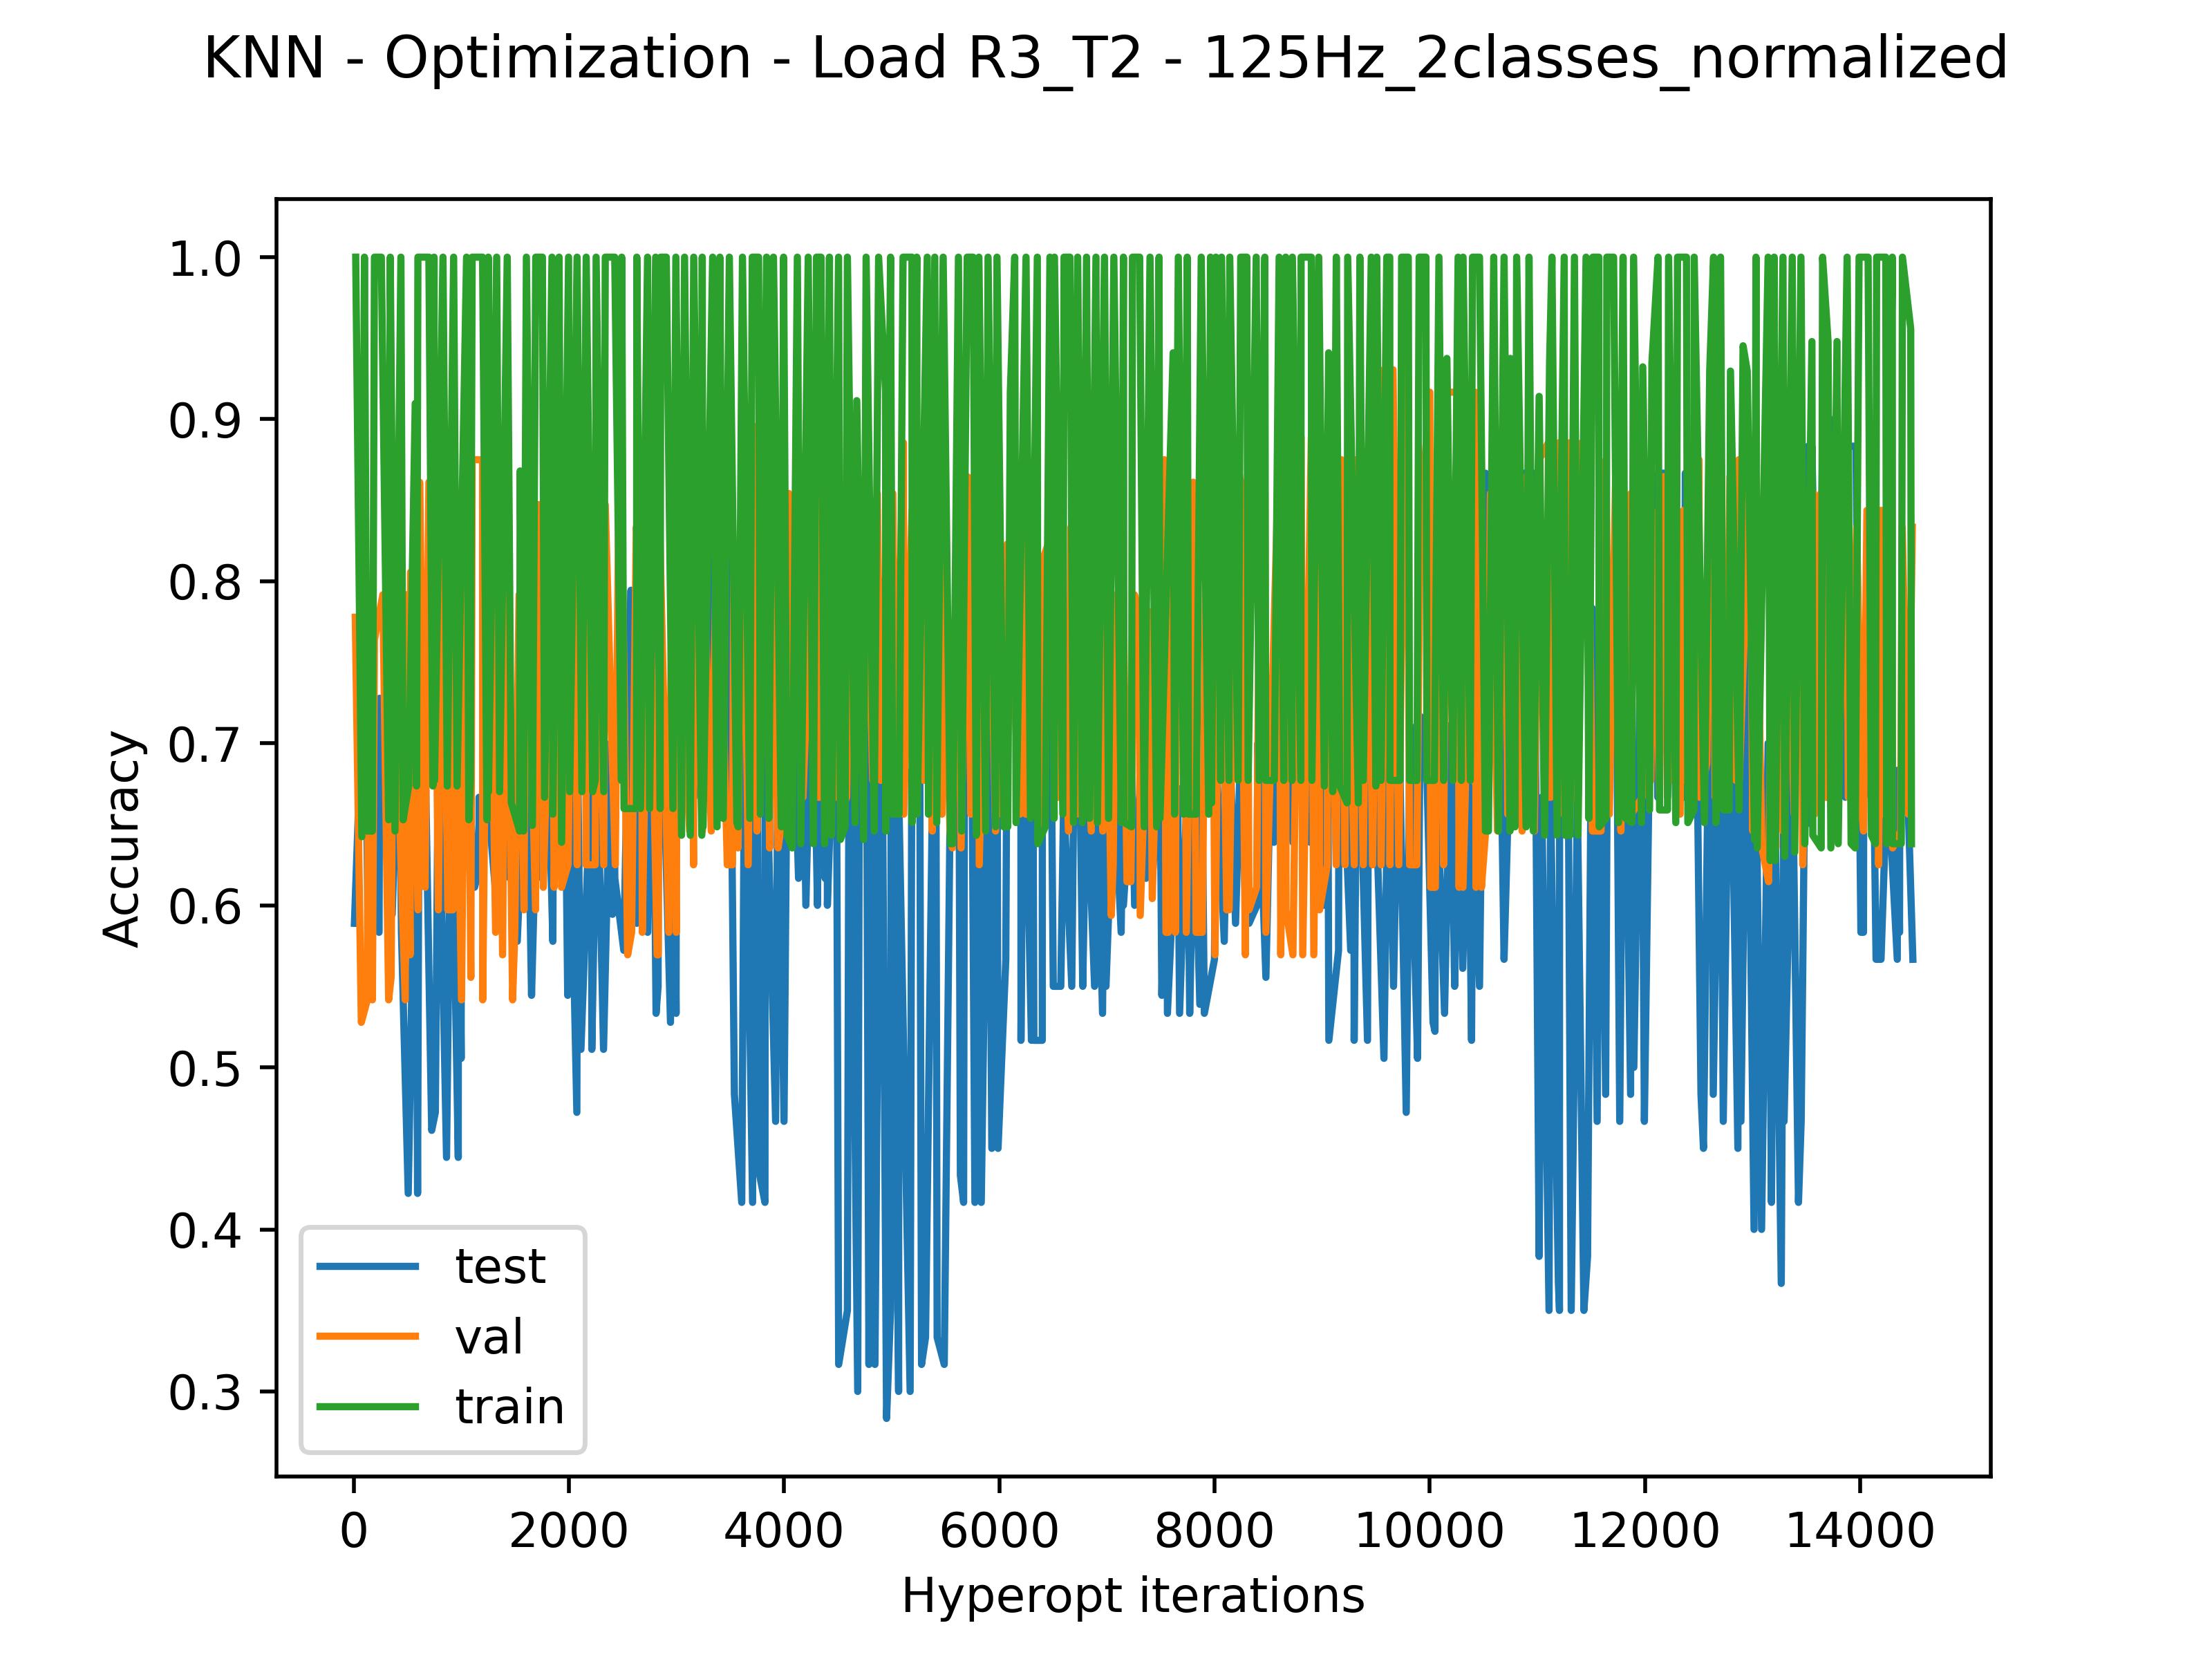 KNN - Optimization - Load R3_T2 - 125Hz_2classes_normalized
1.0
0.9
0.8
0.7
0.6
0.5
0.4
0.3
Accuracy
test
val
train
0 2000 4000 6000 8000 10000 12000 14000
Hyperopt iterations